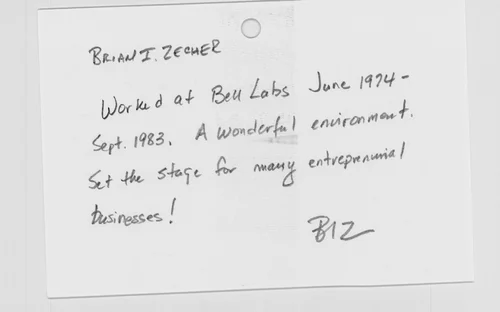 BRIAN I. ZECHER
Worked at Bell Labs June 1974 -
Sept. 1983. A wonderful environment.
Set the stage for many entreprenurial
businesses!
BIZ